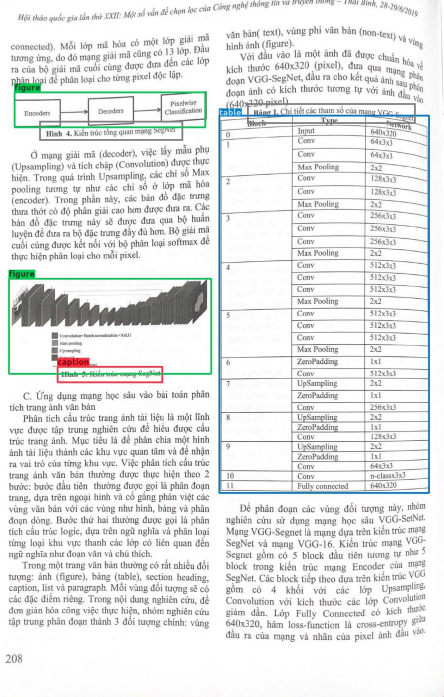 Hội thảo quốc gia lần thứ XXII: Một số vấn đề chọn lọc của Công nghệ thông tin và truyền thông – Thái Bình, 28-29/6/2019
connected). Mỗi lớp mã hóa có một lớp giải mã
tương ứng, do đó mạng giải mã cũng có 13 lớp. Đầu
ra của bộ giải mã cuối cùng được đưa đến các lớp
phân loại để phân loại cho từng pixel độc lập.
figure
Encoders
Decoders
Pixelwise
Classification
Hình 4. Kiến trúc tổng quan mạng SegNet
Ở mạng giải mã (decoder), việc lấy mẫu phụ
(Upsampling) và tích chập (Convolution) được thực
hiện. Trong quá trình Upsampling, các chỉ số Max
pooling tương tự như các chỉ số ở lớp mã hóa
(encoder). Trong phần này, các bản đồ đặc trưng
thưa thớt có độ phân giải cao hơn được đưa ra. Các
bản đồ đặc trưng này sẽ được đưa qua bộ huấn
luyện để đưa ra bộ đặc trưng đầy đủ hơn. Bộ giải mã
cuối cùng được kết nối với bộ phân loại softmax để
thực hiện phân loại cho mỗi pixel.
figure
Convolution+ Batch normalisation + ReLU
Max pooling
Upsampling
caption
Hình 5. Kiến trúc mạng SegNet
C. Ứng dụng mạng học sâu vào bài toán phân
tích trang ảnh văn bản
Phân tích cấu trúc trang ảnh tài liệu là một lĩnh
vực được tập trung nghiên cứu để hiểu được cấu
trúc trang ảnh. Mục tiêu là để phân chia một hình
ảnh tài liệu thành các khu vực quan tâm và để nhận
ra vai trò của từng khu vực. Việc phân tích cấu trúc
trang ảnh văn bản thường được thực hiện theo 2
bước: bước đầu tiên thường được gọi là phân đoạn
trang, dựa trên ngoại hình và cố gắng phân việt các
vùng văn bản với các vùng như hình, bảng và phân
đoạn dòng. Bước thứ hai thường được gọi là phân
tích cấu trúc logic, dựa trên ngữ nghĩa và phân loại
từng loại khu vực thanh các lớp có liên quan đến
ngữ nghĩa như đoạn văn và chú thích.
Trong một trang văn bản thường có rất nhiều đối
tượng: ảnh (figure), bảng (table), section heading,
caption, list và paragraph. Mỗi vùng đối tượng sẽ có
các đặc điểm riêng. Trong nội dung nghiên cứu, để
đơn giản hóa công việc thực hiện, nhóm nghiên cứu
tập trung phân đoạn thành 3 đối tượng chính: vùng
208
văn bản( text), vùng phi văn bản (non-text) và vùng
hình ảnh (figure).
Với đầu vào là một ảnh đã được chuẩn hóa về
kích thước 640x320 (pixel), đưa qua mạng phân
đoạn VGG-SegNet, đầu ra cho kết quả ảnh sau phân
đoạn ảnh có kích thước tương tự với ảnh đầu vào
(640x320 pixel)
table
Bảng 1. Chi tiết các tham số của mạng VGG-Segnet
Block Type Network
0 Input 640x320
1 Conv 64x3x3
Conv 64x3x3
Max Pooling 2x2
2 Conv 128x3x3
Conv 128x3x3
Max Pooling 2x2
3 Conv 256x3x3
Conv 256x3x3
Conv 256x3x3
Max Pooling 2x2
4 Conv 512x3x3
Conv 512x3x3
Conv 512x3x3
Max Pooling 2x2
5 Conv 512x3x3
Conv 512x3x3
Conv 512x3x3
Max Pooling 2x2
6 ZeroPadding 1x1
Conv 512x3x3
7 UpSampling 2x2
ZeroPadding 1x1
Conv 256x3x3
8 UpSampling 2x2
ZeroPadding 1x1
Conv 128x3x3
9 UpSampling 2x2
ZeroPadding 1x1
Conv 64x3x3
10 Conv n-classx3x3
11 Fully connected 640x320
Để phân đoạn các vùng đối tượng này, nhóm
nghiên cứu sử dụng mạng học sâu VGG-SetNet.
Mạng VGG-Segnet là mạng dựa trên kiến trúc mạng
SegNet và mạng VGG-16. Kiến trúc mạng VGG-
Segnet gồm có 5 block đầu tiên tương tự như 5
block trong kiến trúc mạng Encoder của mạng
SegNet. Các block tiếp theo dựa trên kiến trúc VGG
gồm có 4 khối với các lớp Upsampling,
Convolution với kích thước các lớp Convolution
giảm dần. Lớp Fully Connected có kích thước
640x320, hàm loss-function là cross-entropy giữa
đầu ra của mạng và nhãn của pixel ảnh đầu vào.